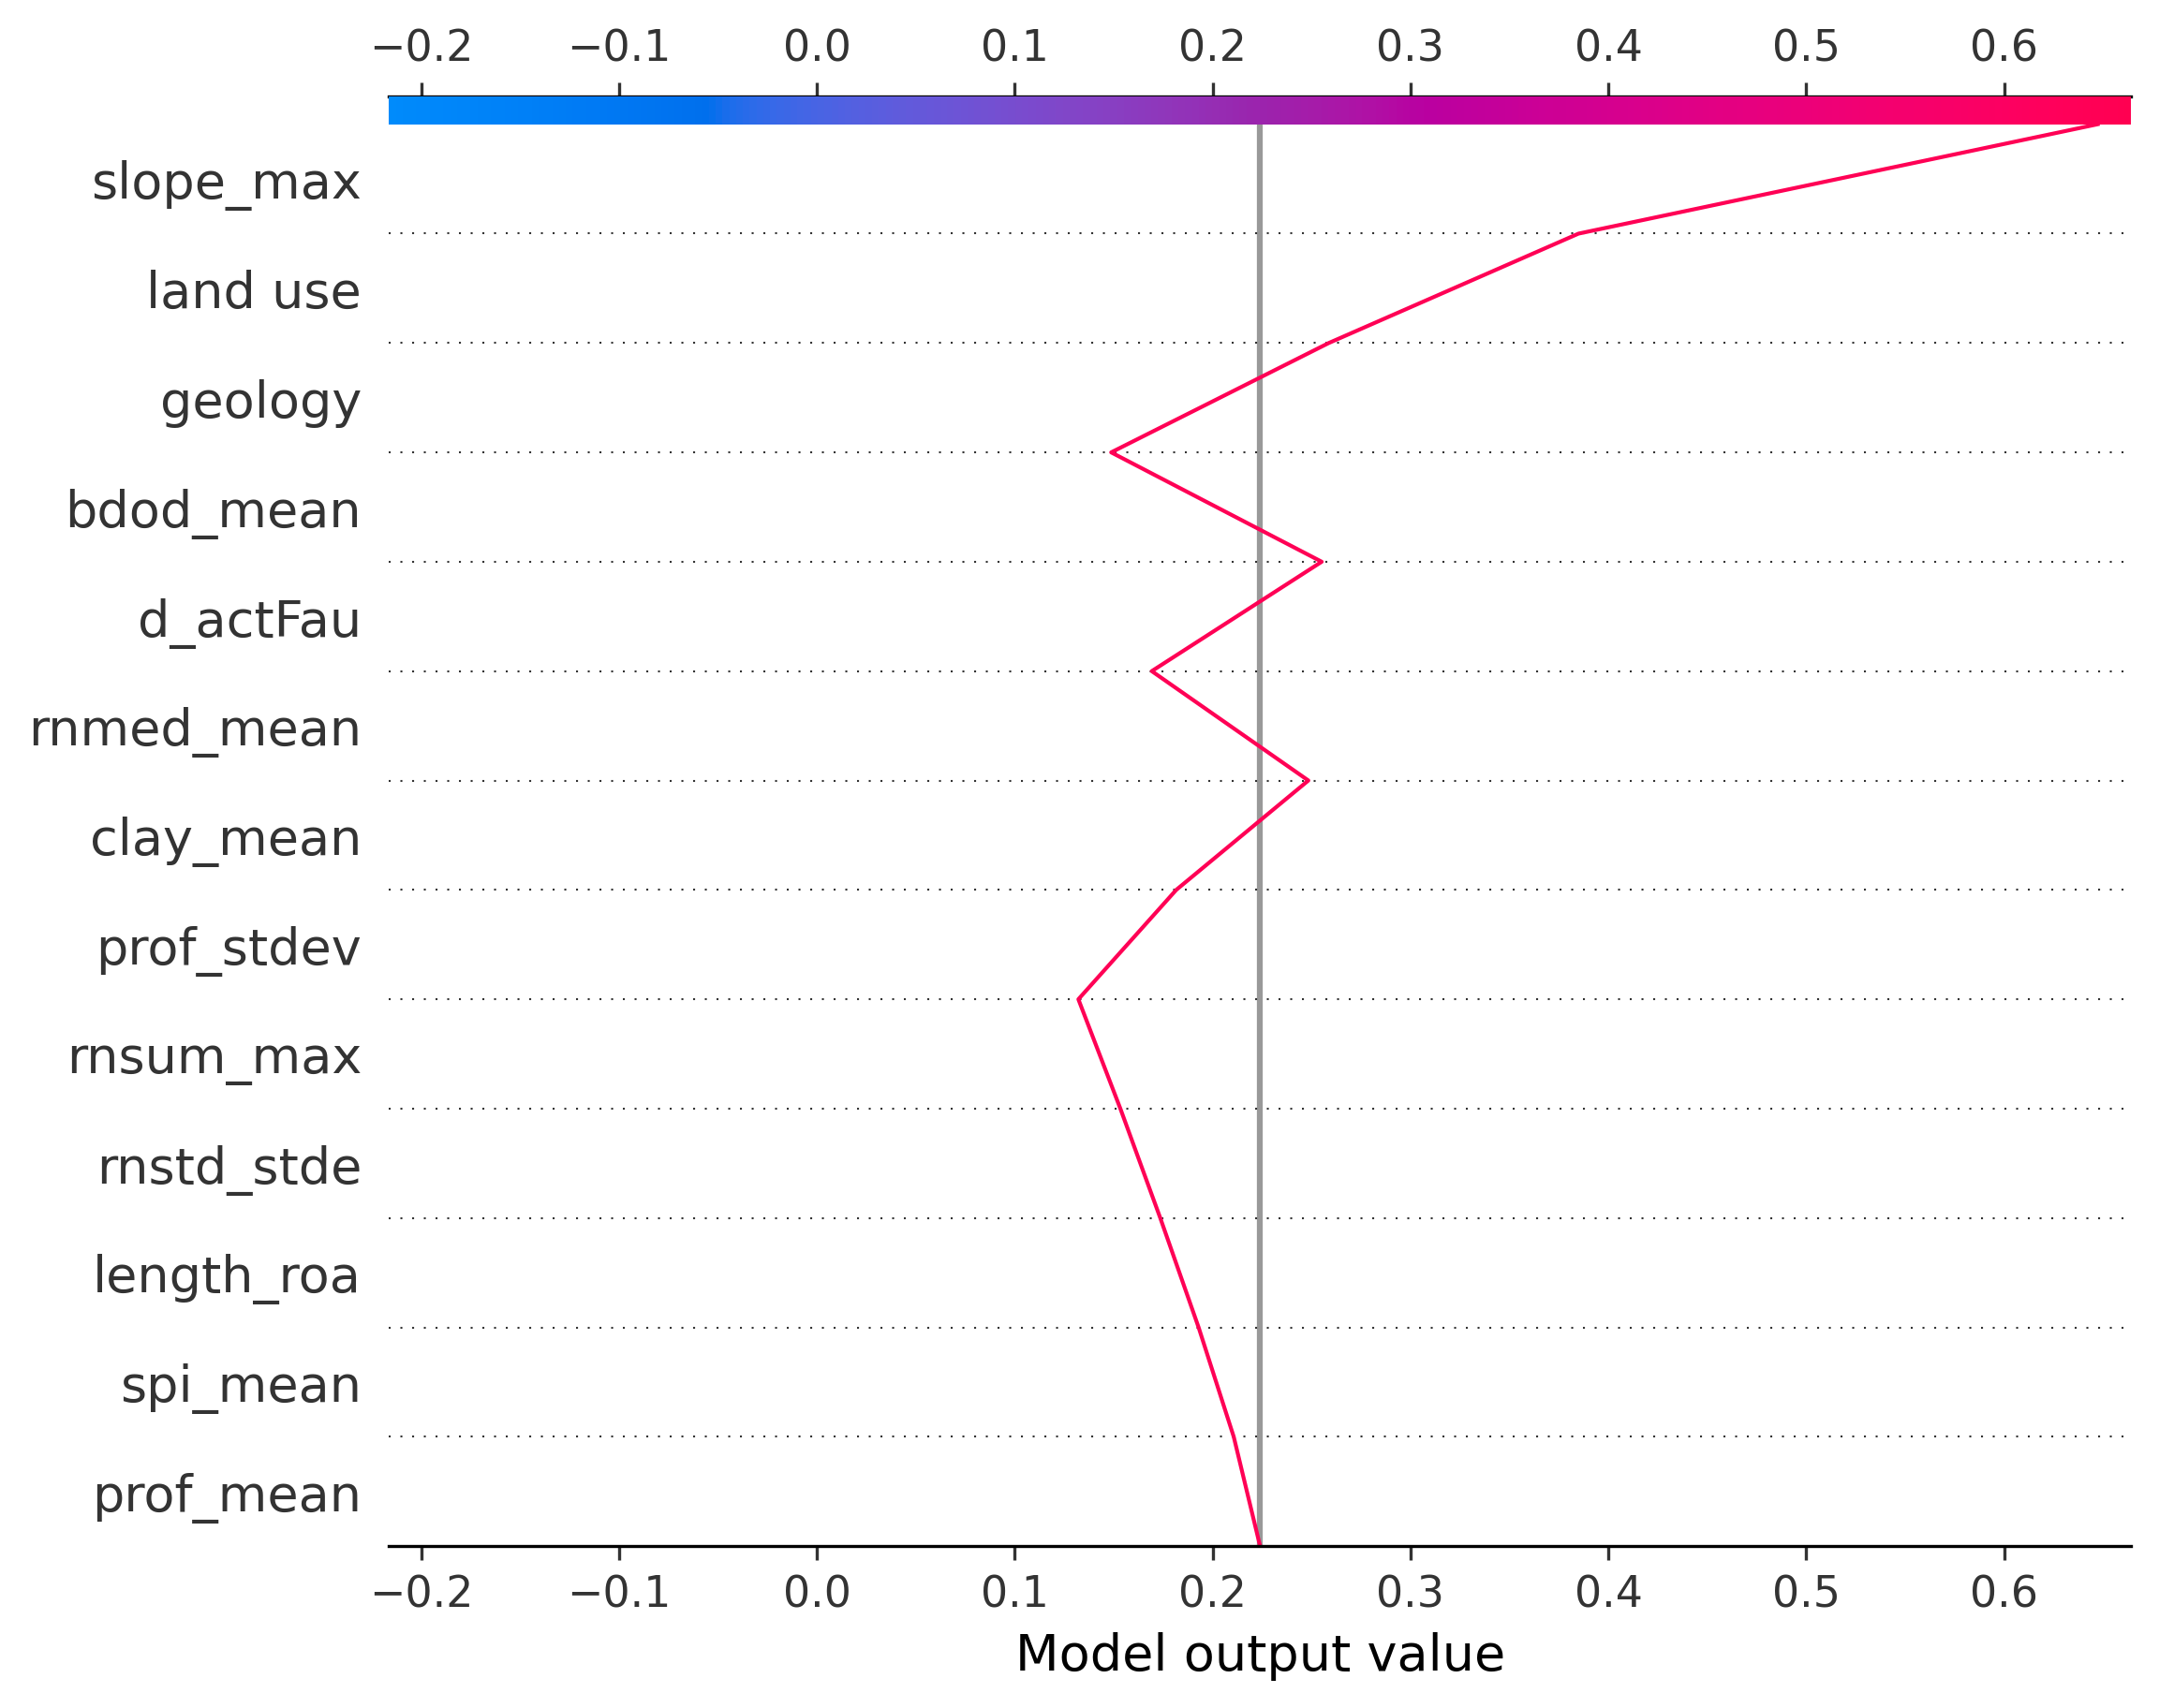 −0.2 −0.1 0.0 0.1 0.2 0.3 0.4 0.5 0.6
slope_max
land use
geology
bdod_mean
d_actFau
rnmed_mean
clay_mean
prof_stdev
rnsum_max
rnstd_stde
length_roa
spi_mean
prof_mean
−0.2 −0.1 0.0 0.1 0.2 0.3 0.4 0.5 0.6
Model output value